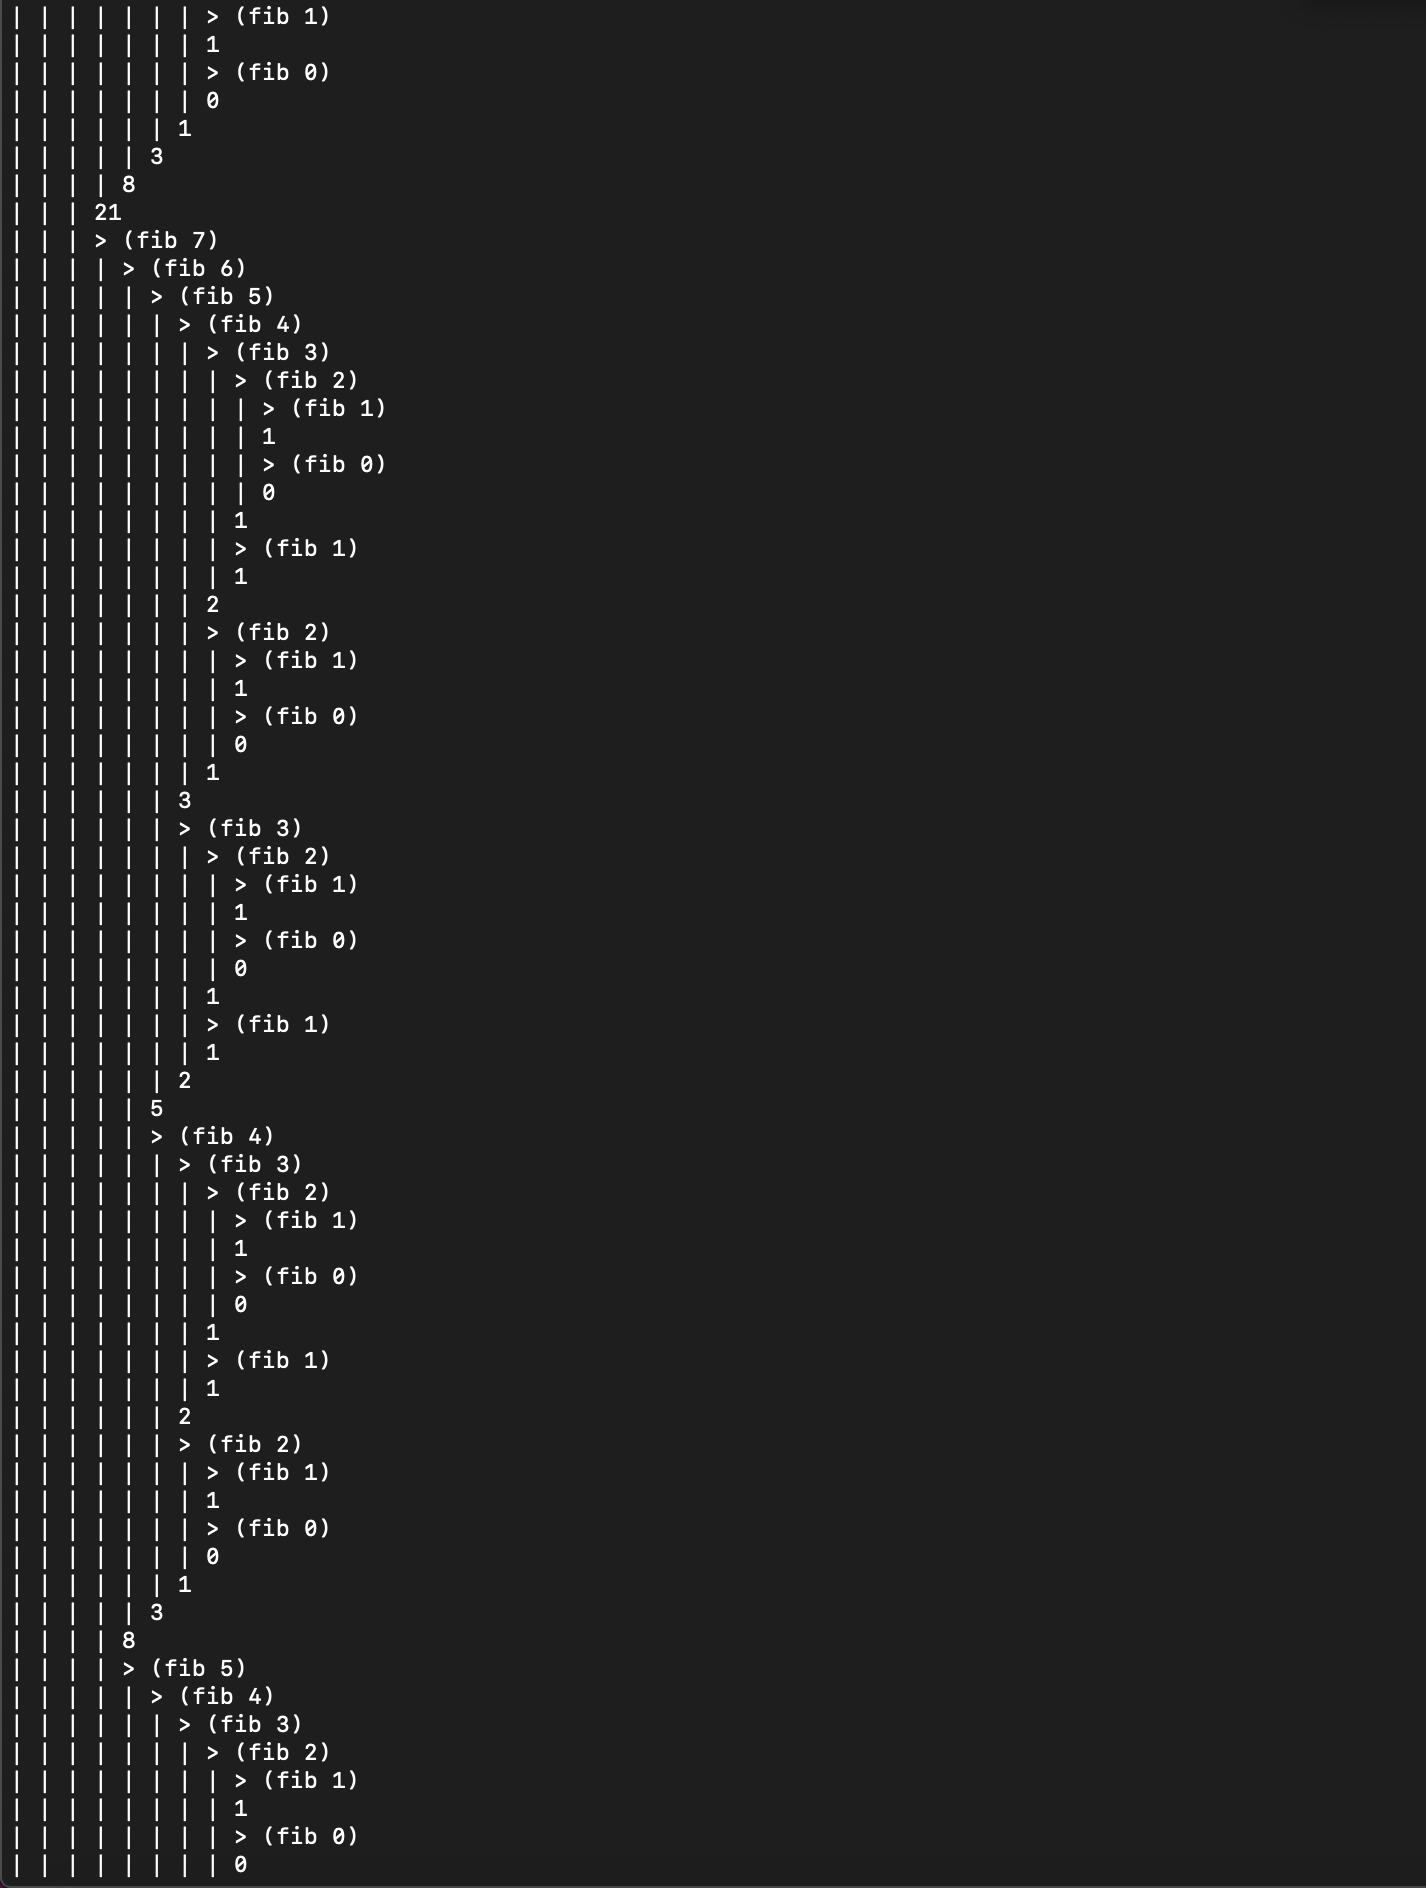 | | | | | | | > (fib 1)
| | | | | | | 1
| | | | | | | > (fib 0)
| | | | | | | 0
| | | | | | 1
| | | | | 3
| | | | 8
| | | 21
| | | > (fib 7)
| | | | > (fib 6)
| | | | | > (fib 5)
| | | | | | > (fib 4)
| | | | | | | > (fib 3)
| | | | | | | | > (fib 2)
| | | | | | | | | > (fib 1)
| | | | | | | | | 1
| | | | | | | | | > (fib 0)
| | | | | | | | | 0
| | | | | | | | 1
| | | | | | | | > (fib 1)
| | | | | | | | 1
| | | | | | | 2
| | | | | | | > (fib 2)
| | | | | | | | > (fib 1)
| | | | | | | | 1
| | | | | | | | > (fib 0)
| | | | | | | | 0
| | | | | | | 1
| | | | | | 3
| | | | | | > (fib 3)
| | | | | | | > (fib 2)
| | | | | | | | > (fib 1)
| | | | | | | | 1
| | | | | | | | > (fib 0)
| | | | | | | | 0
| | | | | | | 1
| | | | | | | > (fib 1)
| | | | | | | 1
| | | | | | 2
| | | | | 5
| | | | | > (fib 4)
| | | | | | > (fib 3)
| | | | | | | > (fib 2)
| | | | | | | | > (fib 1)
| | | | | | | | 1
| | | | | | | | > (fib 0)
| | | | | | | | 0
| | | | | | | 1
| | | | | | | > (fib 1)
| | | | | | | 1
| | | | | | 2
| | | | | | > (fib 2)
| | | | | | | > (fib 1)
| | | | | | | 1
| | | | | | | > (fib 0)
| | | | | | | 0
| | | | | | 1
| | | | | 3
| | | | 8
| | | | > (fib 5)
| | | | | > (fib 4)
| | | | | | > (fib 3)
| | | | | | | > (fib 2)
| | | | | | | | > (fib 1)
| | | | | | | | 1
| | | | | | | | > (fib 0)
| | | | | | | | 0